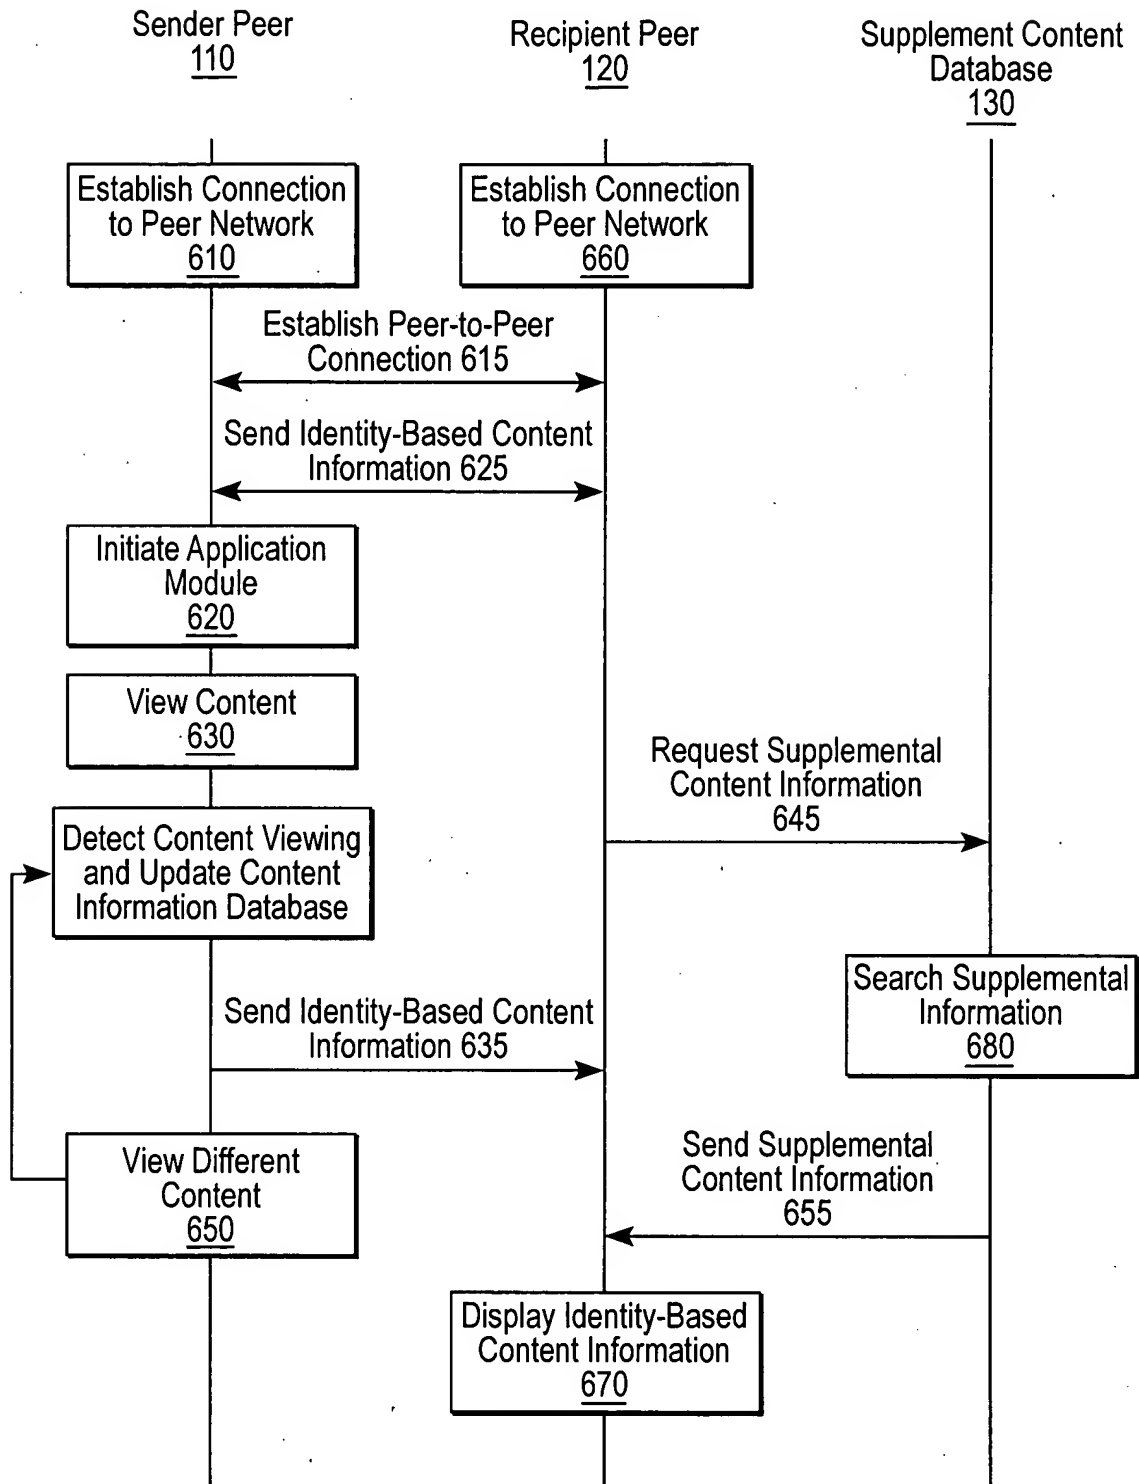 Sender Peer
110
Recipient Peer
120
Supplement Content
Database
130
Establish Connection
to Peer Network
610
Establish Connection
to Peer Network
660
Establish Peer-to-Peer
Connection 615
Send Identity-Based Content
Information 625
Initiate Application
Module
620
View Content
630
Request Supplemental
Content Information
645
Detect Content Viewing
and Update Content
Information Database
Search Supplemental
Information
680
Send Identity-Based Content
Information 635
View Different
Content
650
Send Supplemental
Content Information
655
Display Identity-Based
Content Information
670